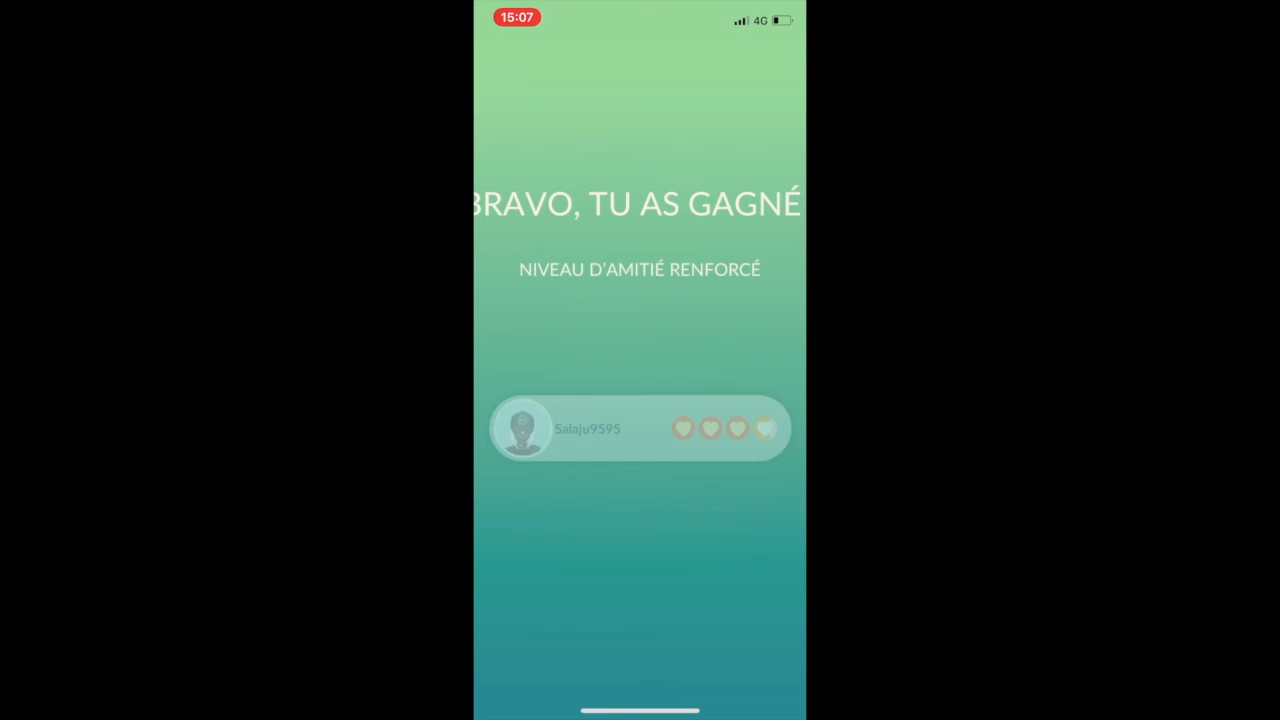 15:07
4G
BRAVO, TU AS GAGNÉ
NIVEAU D'AMITIÉ RENFORCÉ
Salaju9595